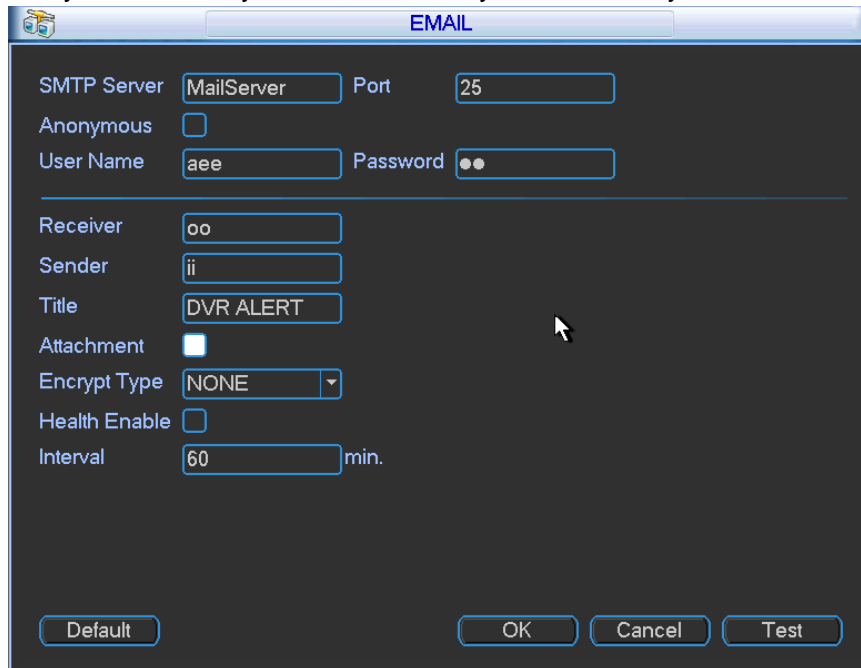 EMAIL
SMTP Server MailServer Port 25
Anonymous
User Name aee Password ●●
Receiver oo
Sender ii
Title DVR ALERT
Attachment
Encrypt Type NONE
Health Enable
Interval 60 min.
Default OK Cancel Test